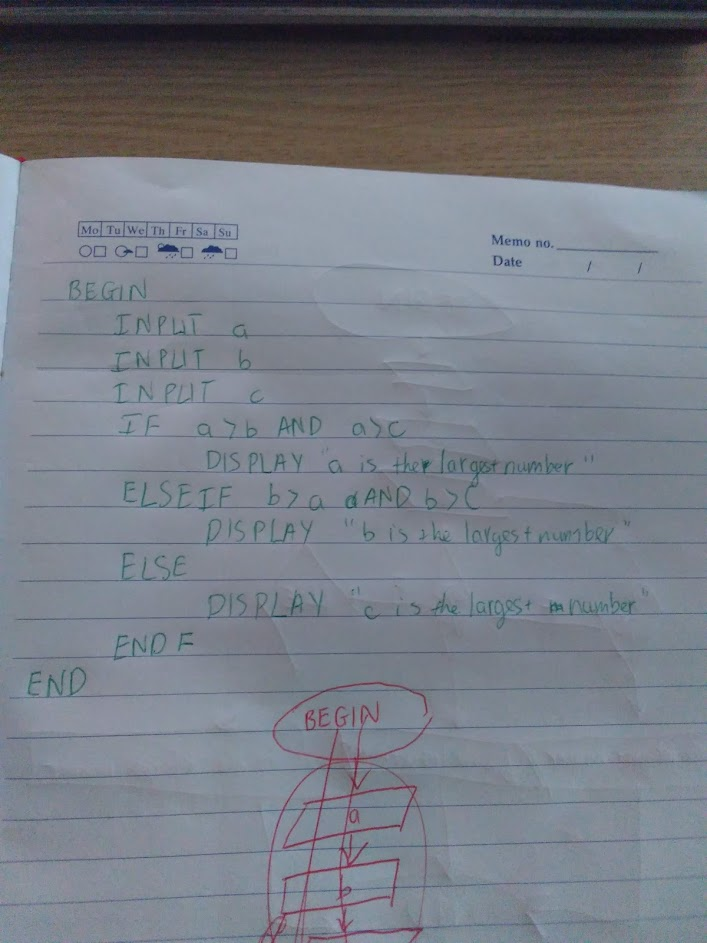 Mo Tu We Th Fr Sa Su
Memo no.
Date / /
BEGIN
INPUT a
INPUT b
INPUT c
IF a>b AND a>c
DISPLAY "a is the largest number"
ELSEIF b>a AND b>c
DISPLAY "b is the largest number"
ELSE
DISPLAY "c is the largest number"
END F
END
BEGIN
a